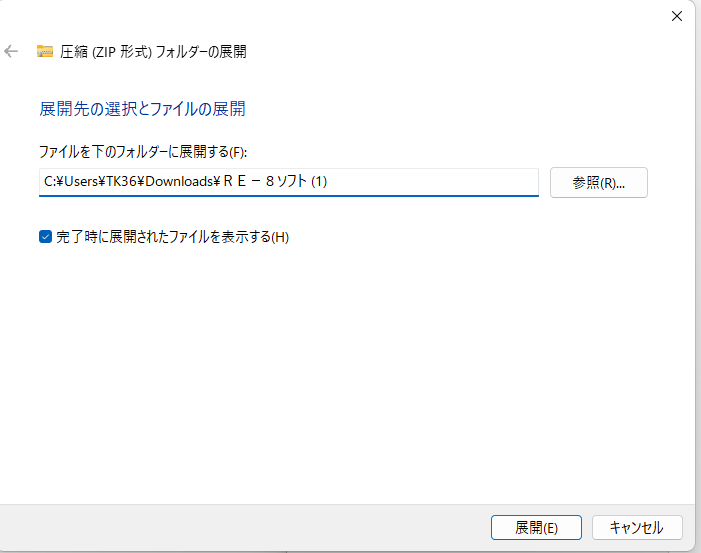 圧縮 (ZIP 形式) フォルダーの展開
展開先の選択とファイルの展開
ファイルを下のフォルダーに展開する(F):
C:¥Users¥TK36¥Downloads¥ＲＥ－８ソフト (1)
参照(R)...
完了時に展開されたファイルを表示する(H)
展開(E)
キャンセル